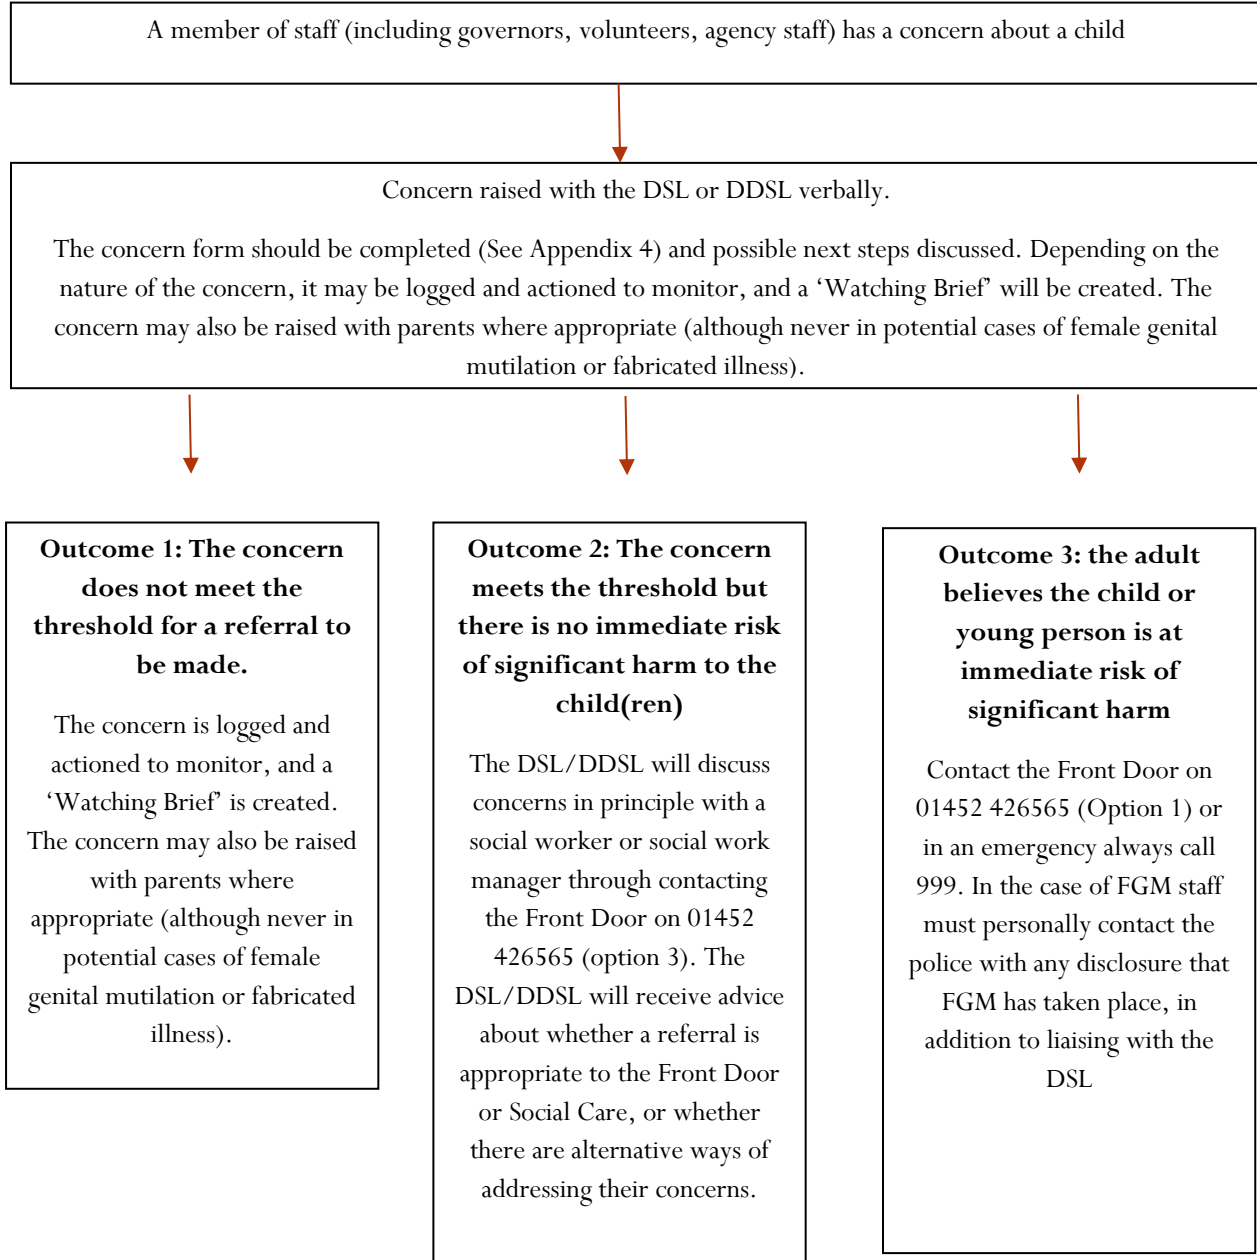 A member of staff (including governors, volunteers, agency staff) has a concern about a child
Concern raised with the DSL or DDSL verbally.
The concern form should be completed (See Appendix 4) and possible next steps discussed. Depending on the
nature of the concern, it may be logged and actioned to monitor, and a ‘Watching Brief’ will be created. The
concern may also be raised with parents where appropriate (although never in potential cases of female genital
mutilation or fabricated illness).
Outcome 1: The concern
does not meet the
threshold for a referral to
be made.
The concern is logged and
actioned to monitor, and a
‘Watching Brief’ is created.
The concern may also be raised
with parents where
appropriate (although never in
potential cases of female
genital mutilation or fabricated
illness).
Outcome 2: The concern
meets the threshold but
there is no immediate risk
of significant harm to the
child(ren)
The DSL/DDSL will discuss
concerns in principle with a
social worker or social work
manager through contacting
the Front Door on 01452
426565 (option 3). The
DSL/DDSL will receive advice
about whether a referral is
appropriate to the Front Door
or Social Care, or whether
there are alternative ways of
addressing their concerns.
Outcome 3: the adult
believes the child or
young person is at
immediate risk of
significant harm
Contact the Front Door on
01452 426565 (Option 1) or
in an emergency always call
999. In the case of FGM staff
must personally contact the
police with any disclosure that
FGM has taken place, in
addition to liaising with the
DSL